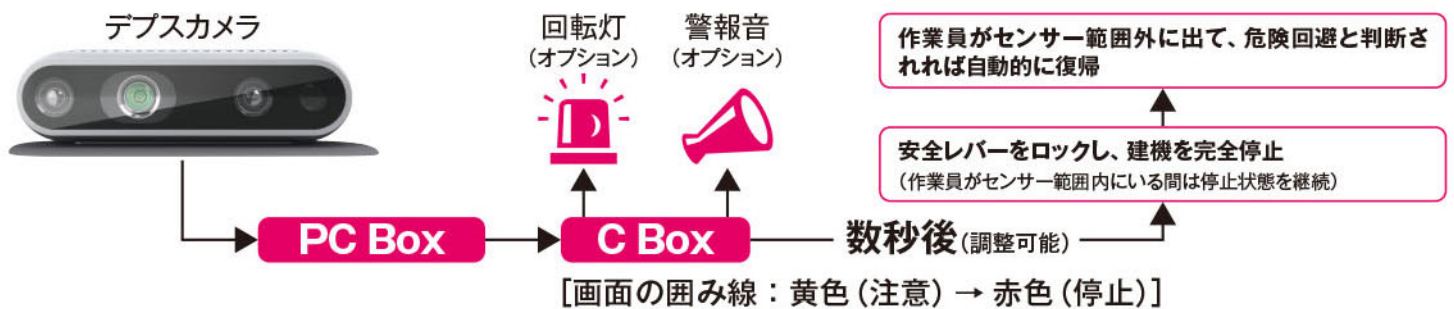 デプスカメラ
回転灯
(オプション)
警報音
(オプション)
PC Box
C Box
数秒後(調整可能)
[画面の囲み線：黄色(注意) → 赤色(停止)]
安全レバーをロックし、建機を完全停止
(作業員がセンサー範囲内にいる間は停止状態を継続)
作業員がセンサー範囲外に出て、危険回避と判断さ
れれば自動的に復帰